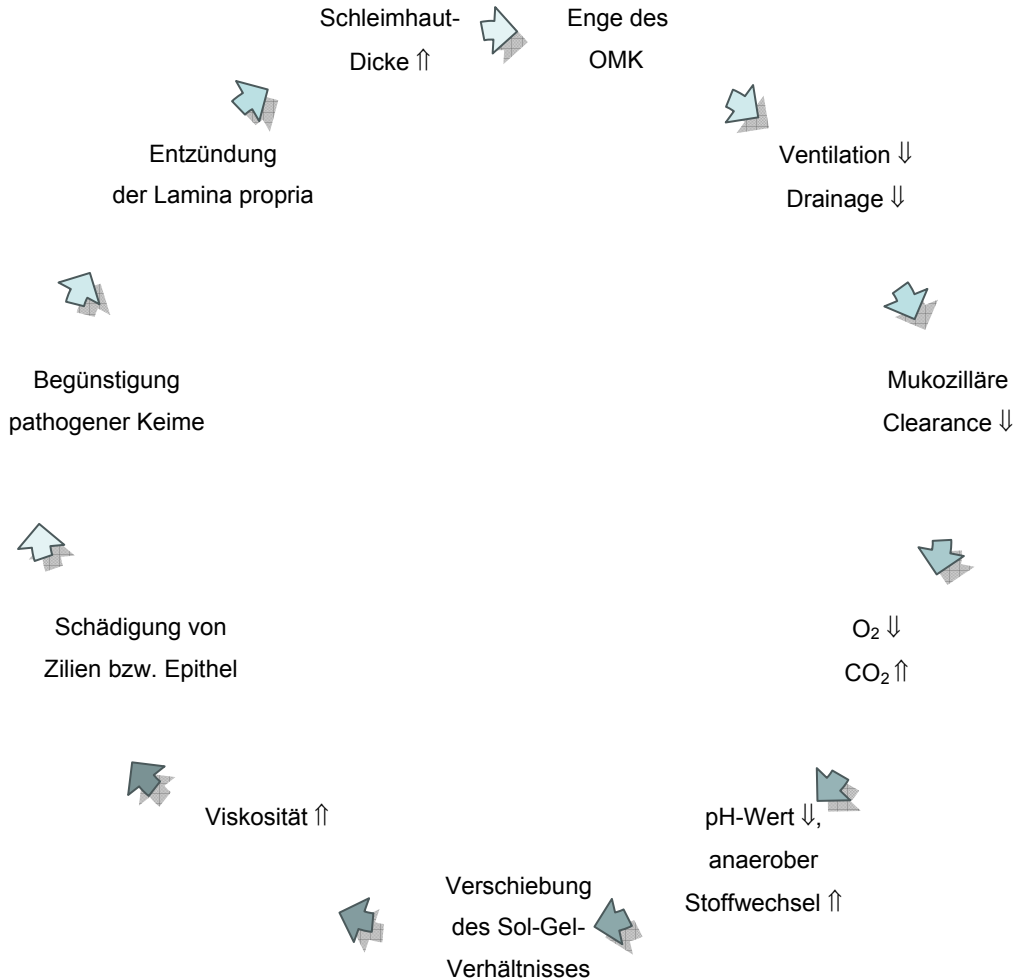 Schleimhaut-
Dicke ⇑
Enge des
OMK
Ventilation ⇓
Drainage ⇓
Mukozilläre
Clearance ⇓
O₂ ⇓
CO₂ ⇑
pH-Wert ⇓,
anaerober
Stoffwechsel ⇑
Verschiebung
des Sol-Gel-
Verhältnisses
Viskosität ⇑
Schädigung von
Zilien bzw. Epithel
Begünstigung
pathogener Keime
Entzündung
der Lamina propria